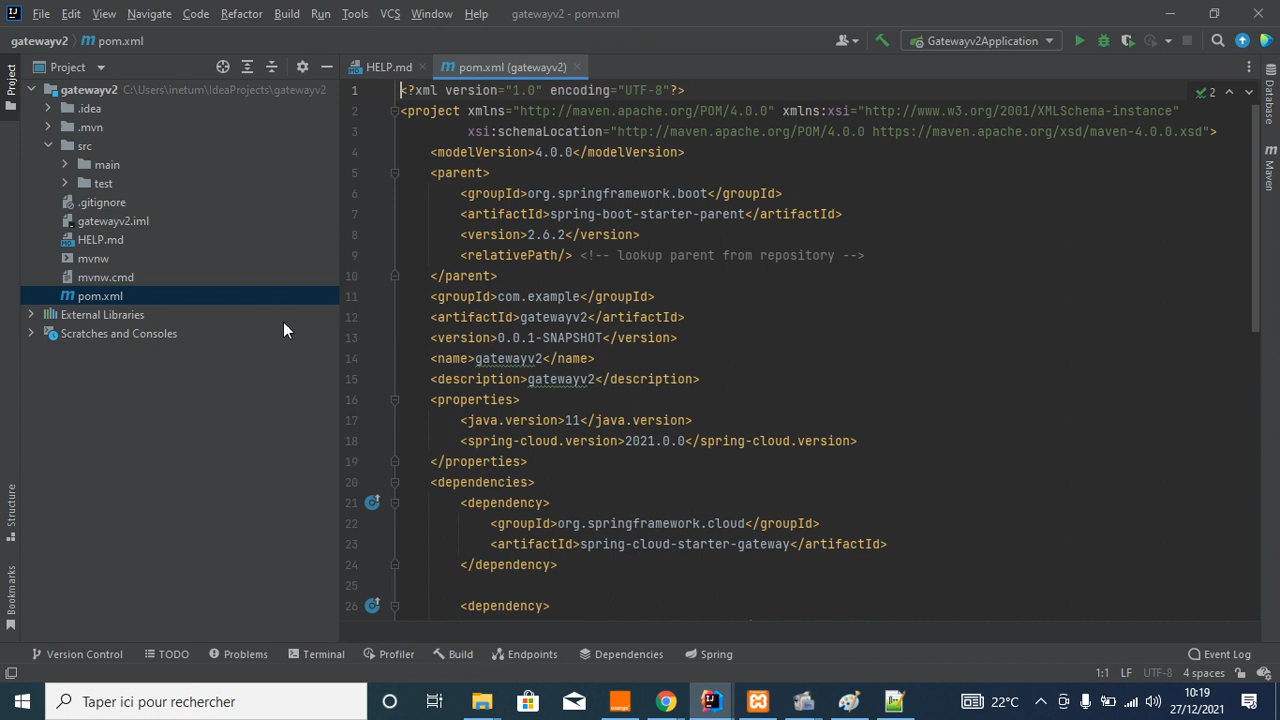 File Edit View Navigate Code Refactor Build Run Tools VCS Window Help gatewayv2 - pom.xml
gatewayv2 pom.xml Gatewayv2Application
Project
Project
Structure
Bookmarks
gatewayv2 C:\Users\inetum\IdeaProjects\gatewayv2
.idea
.mvn
src
main
test
.gitignore
gatewayv2.iml
HELP.md
mvnw
mvnw.cmd
pom.xml
External Libraries
Scratches and Consoles
HELP.md pom.xml (gatewayv2)
2
1 <?xml version="1.0" encoding="UTF-8"?>
2 <project xmlns="http://maven.apache.org/POM/4.0.0" xmlns:xsi="http://www.w3.org/2001/XMLSchema-instance"
3 xsi:schemaLocation="http://maven.apache.org/POM/4.0.0 https://maven.apache.org/xsd/maven-4.0.0.xsd">
4 <modelVersion>4.0.0</modelVersion>
5 <parent>
6 <groupId>org.springframework.boot</groupId>
7 <artifactId>spring-boot-starter-parent</artifactId>
8 <version>2.6.2</version>
9 <relativePath/> <!-- lookup parent from repository -->
10 </parent>
11 <groupId>com.example</groupId>
12 <artifactId>gatewayv2</artifactId>
13 <version>0.0.1-SNAPSHOT</version>
14 <name>gatewayv2</name>
15 <description>gatewayv2</description>
16 <properties>
17 <java.version>11</java.version>
18 <spring-cloud.version>2021.0.0</spring-cloud.version>
19 </properties>
20 <dependencies>
21 <dependency>
22 <groupId>org.springframework.cloud</groupId>
23 <artifactId>spring-cloud-starter-gateway</artifactId>
24 </dependency>
25
26 <dependency>
Database
Maven
Version Control TODO Problems Terminal Profiler Build Endpoints Dependencies Spring Event Log
1:1 LF UTF-8 4 spaces
Taper ici pour rechercher
22°C
10:19
27/12/2021